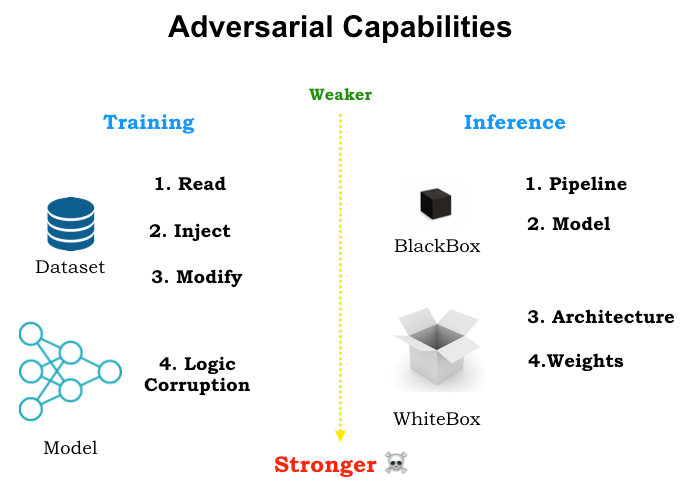 Adversarial Capabilities
Weaker
Training
Inference
1. Read
2. Inject
3. Modify
Dataset
4. Logic
Corruption
Model
1. Pipeline
2. Model
BlackBox
3. Architecture
4.Weights
WhiteBox
Stronger ☠️